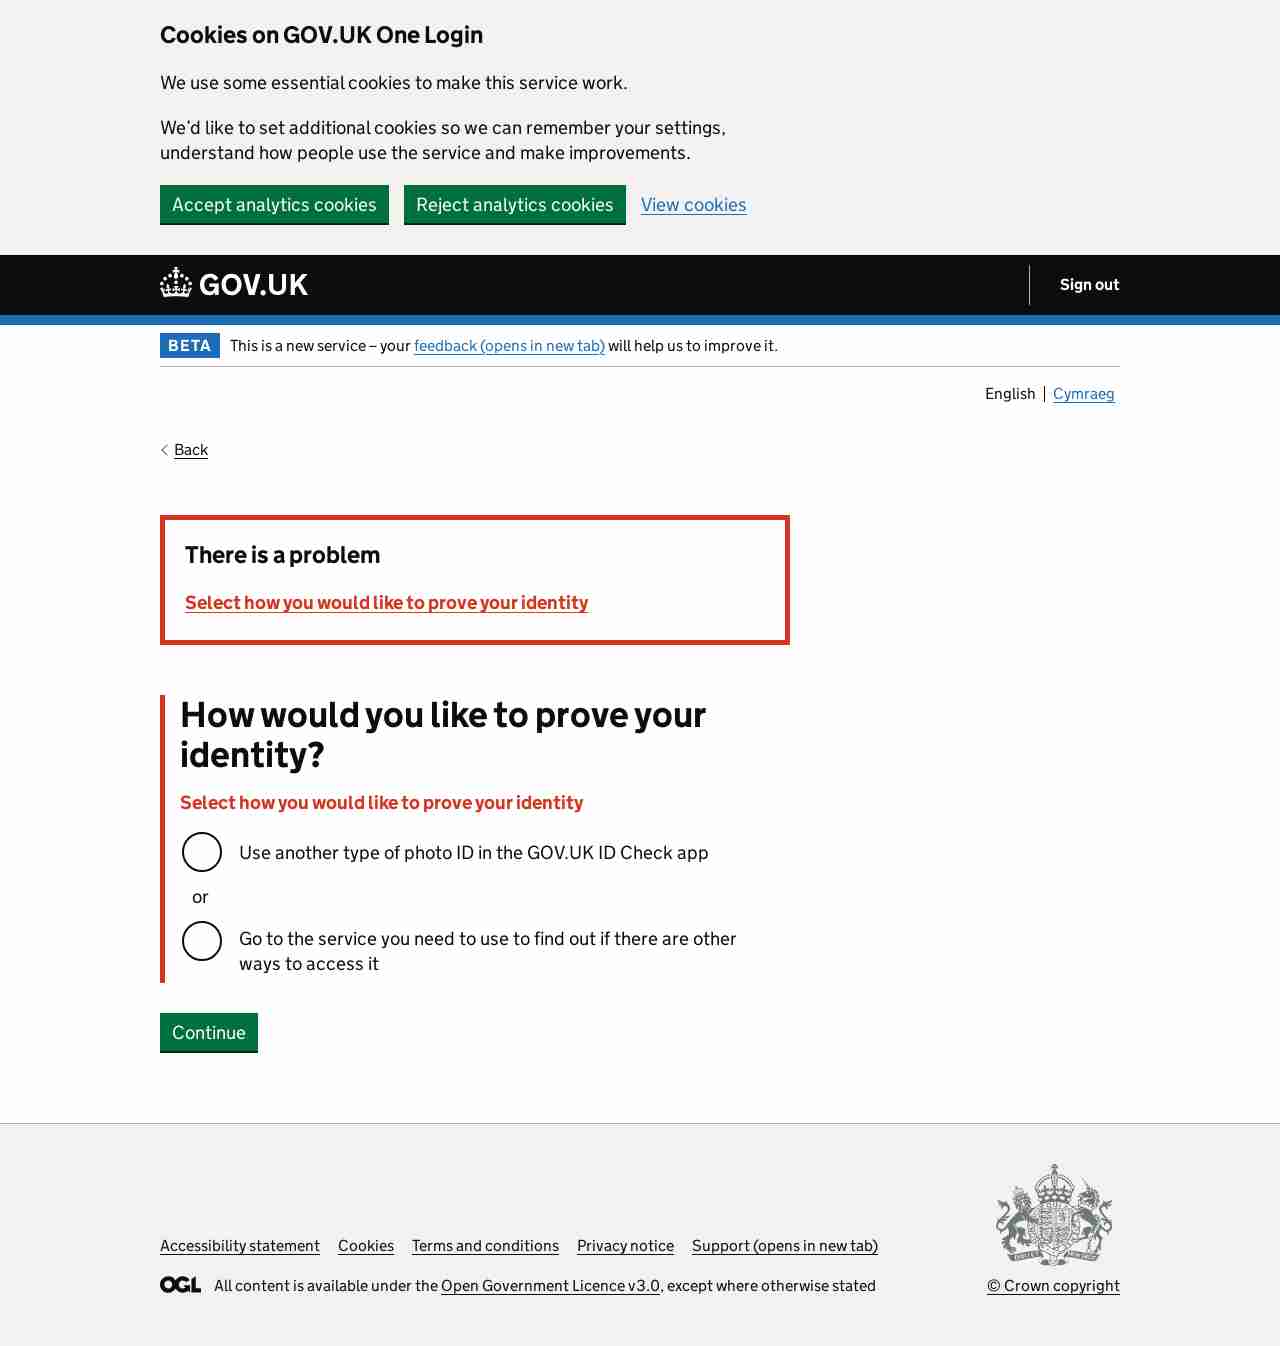 Cookies on GOV.UK One Login
We use some essential cookies to make this service work.
We’d like to set additional cookies so we can remember your settings,
understand how people use the service and make improvements.
Accept analytics cookies
Reject analytics cookies
View cookies
GOV.UK
Sign out
BETA
This is a new service – your feedback (opens in new tab) will help us to improve it.
English
Cymraeg
Back
There is a problem
Select how you would like to prove your identity
How would you like to prove your
identity?
Select how you would like to prove your identity
Use another type of photo ID in the GOV.UK ID Check app
or
Go to the service you need to use to find out if there are other
ways to access it
Continue
Accessibility statement
Cookies
Terms and conditions
Privacy notice
Support (opens in new tab)
OGL
All content is available under the Open Government Licence v3.0, except where otherwise stated
© Crown copyright